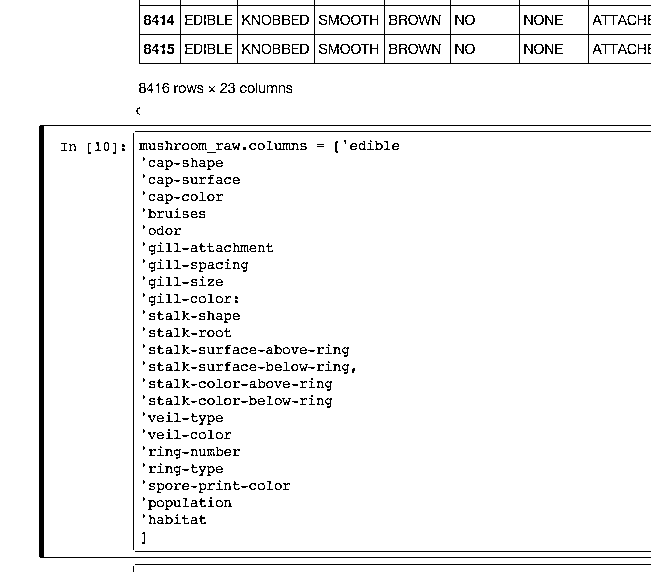 8414 EDIBLE KNOBBED SMOOTH BROWN NO NONE ATTACHE
8415 EDIBLE KNOBBED SMOOTH BROWN NO NONE ATTACHE
8416 rows × 23 columns
In [10]: mushroom_raw.columns = ['edible
'cap-shape
'cap-surface
'cap-color
'bruises
'odor
'gill-attachment
'gill-spacing
'gill-size
'gill-color:
'stalk-shape
'stalk-root
'stalk-surface-above-ring
'stalk-surface-below-ring,
'stalk-color-above-ring
'stalk-color-below-ring
'veil-type
'veil-color
'ring-number
'ring-type
'spore-print-color
'population
'habitat
]